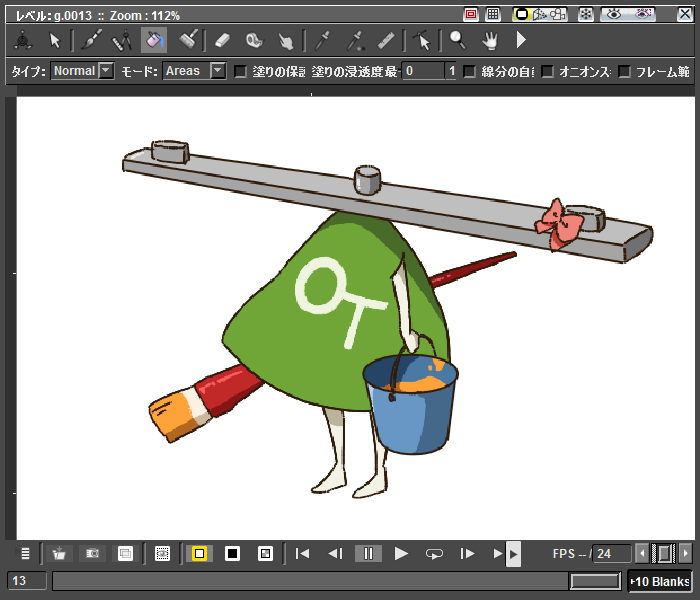 レベル: g.0013 :: Zoom : 112%
タイプ: Normal モード: Areas 塗りの保護 塗りの浸透度最 0 1 線分の自 オニオンス フレーム範
OT
FPS -- / 24
13 +10 Blanks